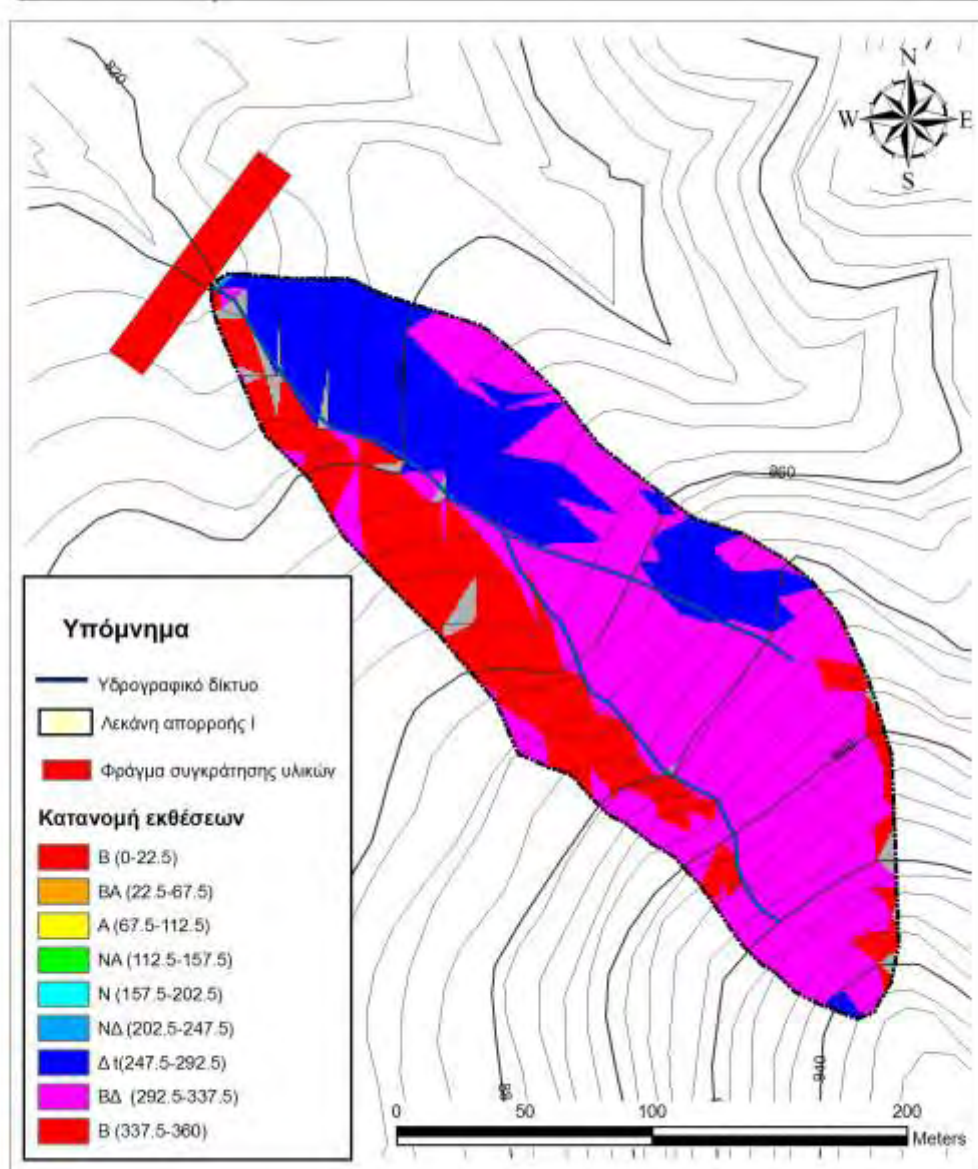 820
N
W E
S
860
Υπόμνημα
Υδρογραφικό δίκτυο
Λεκάνη απορροής Ι
Φράγμα συγκράτησης υλικών
Κατανομή εκθέσεων
Β (0-22.5)
ΒΑ (22.5-67.5)
Α (67.5-112.5)
ΝΑ (112.5-157.5)
Ν (157.5-202.5)
ΝΔ (202.5-247.5)
Δ t(247.5-292.5)
ΒΔ (292.5-337.5)
Β (337.5-360)
940
0 50 100 200
Meters